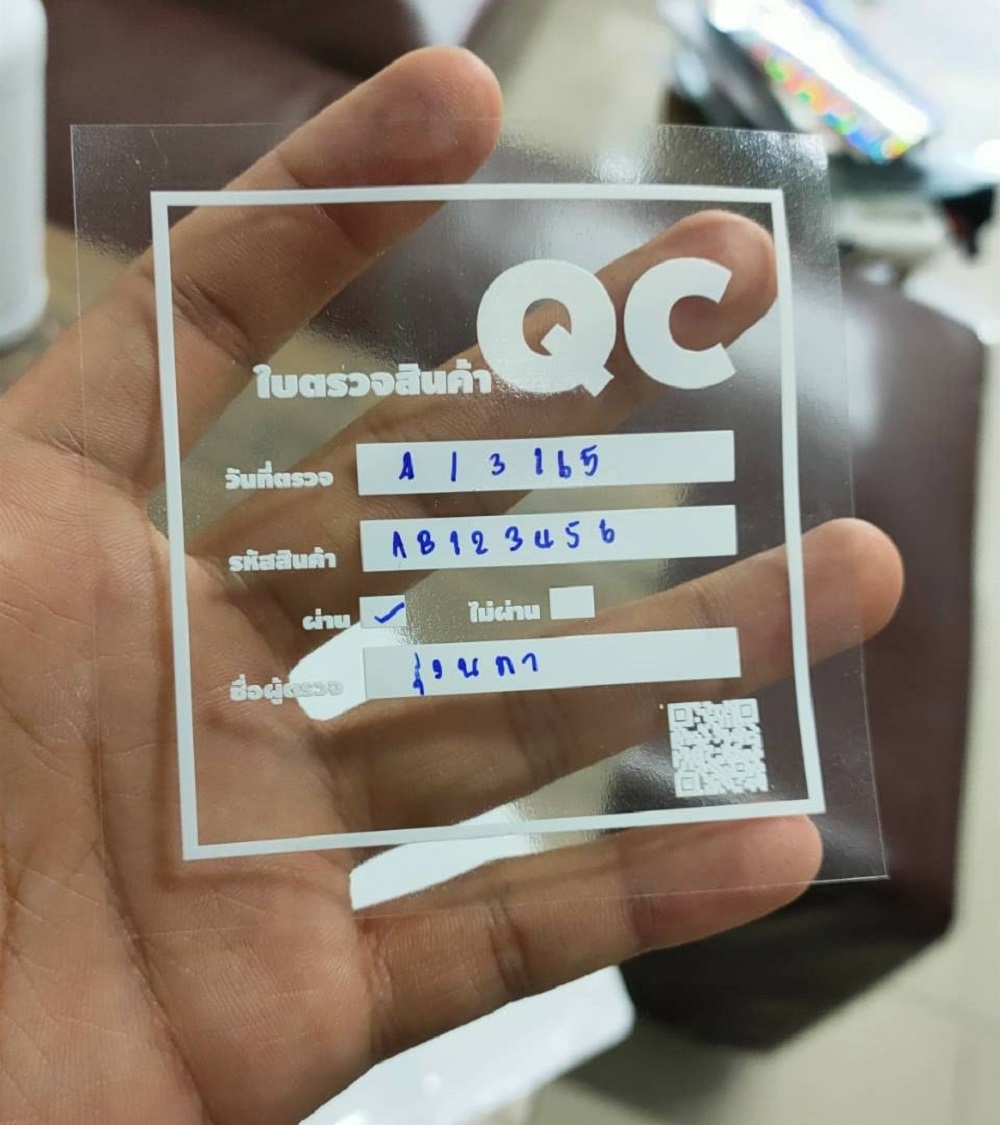 QC
ใบตรวจสินค้า
วันที่ตรวจ / 3 165
รหัสสินค้า AB123456
ผ่าน ✓ ไม่ผ่าน
ชื่อผู้ตรวจ